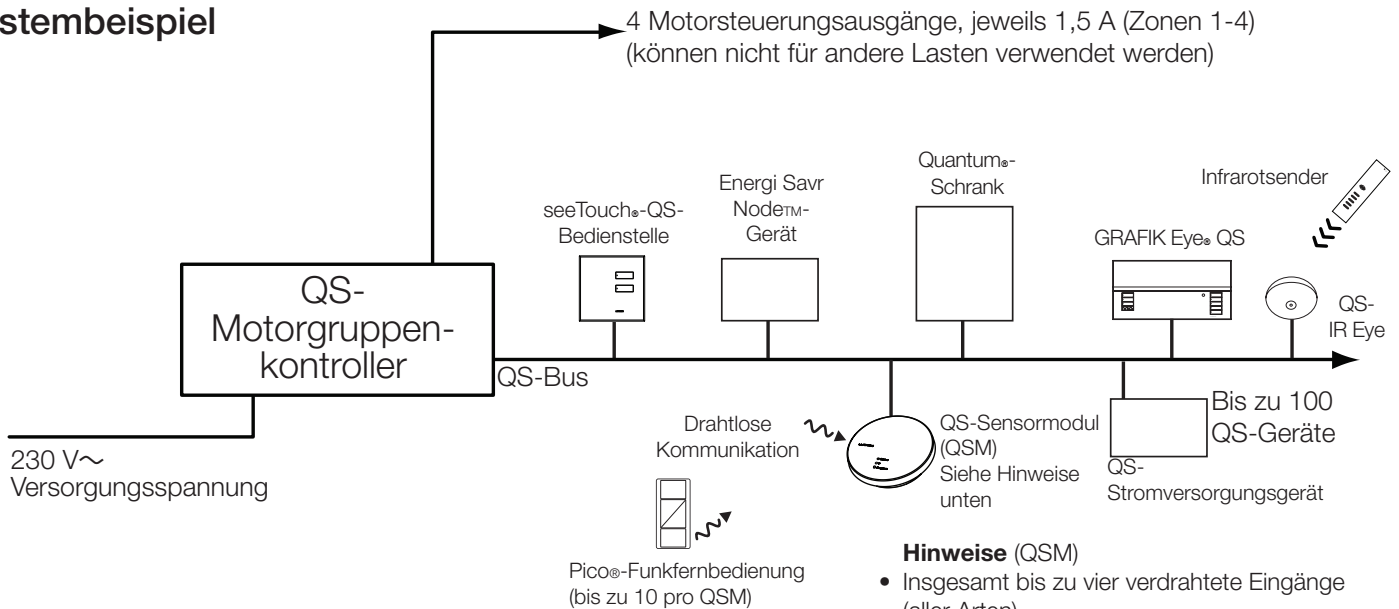 stembeispiel
4 Motorsteuerungsausgänge, jeweils 1,5 A (Zonen 1-4)
(können nicht für andere Lasten verwendet werden)
Quantum®-
Schrank
Energi Savr
Node™-
Gerät
seeTouch®-QS-
Bedienstelle
Infrarotsender
GRAFIK Eye® QS
QS-
IR Eye
QS-
Motorgruppen-
kontroller
QS-Bus
230 V~
Versorgungsspannung
Drahtlose
Kommunikation
QS-Sensormodul
(QSM)
Siehe Hinweise
unten
Bis zu 100
QS-Geräte
QS-
Stromversorgungsgerät
Pico®-Funkfernbedienung
(bis zu 10 pro QSM)
Hinweise (QSM)
• Insgesamt bis zu vier verdrahtete Eingänge
(aller Arten)